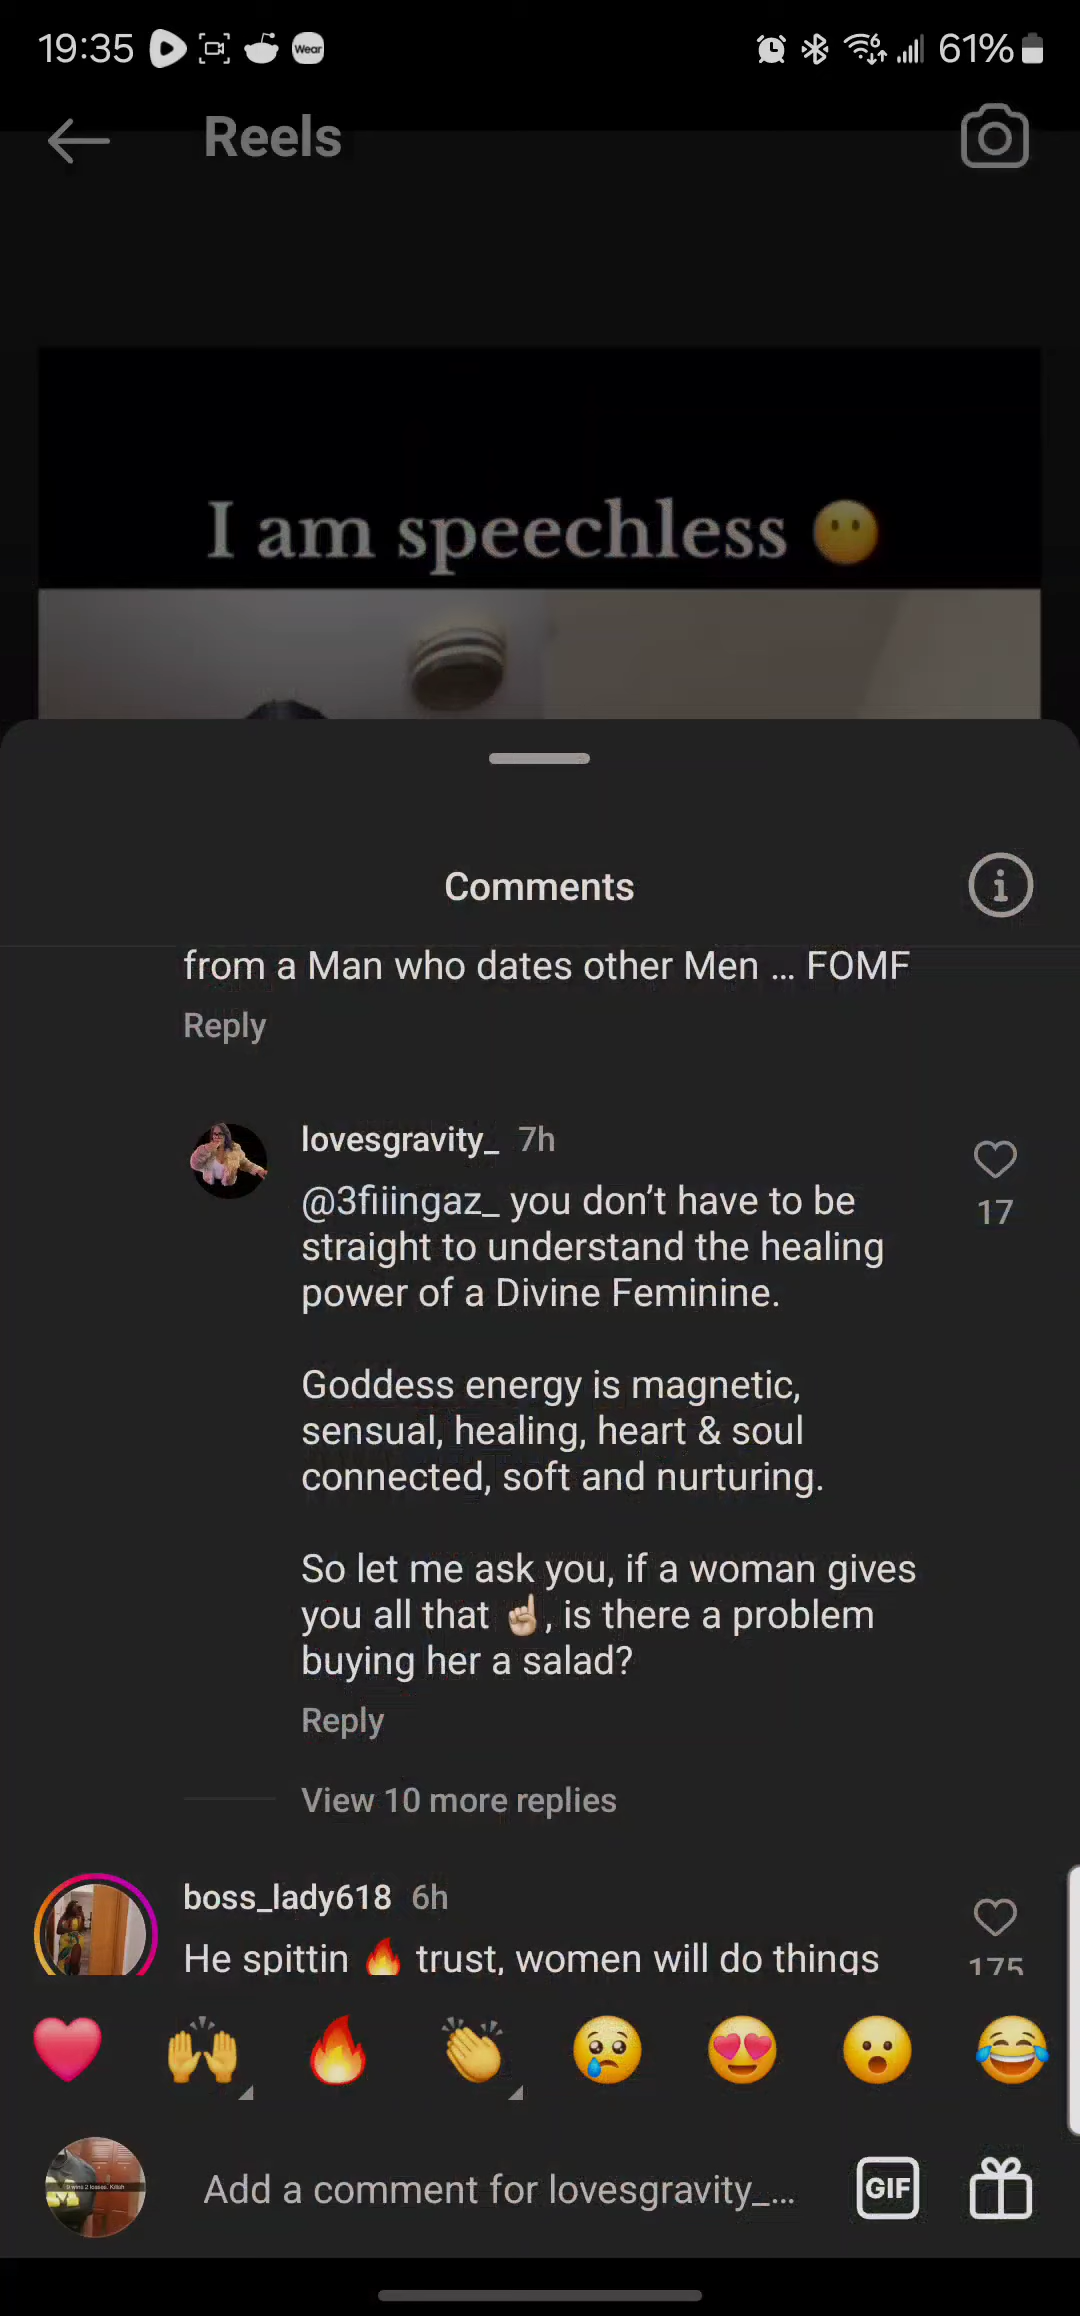 19:35 Wear 6 61%
Reels
I am speechless
Comments
from a Man who dates other Men ... FOMF
Reply
lovesgravity_ 7h
@3fiiingaz_ you don’t have to be
straight to understand the healing
power of a Divine Feminine.
17
Goddess energy is magnetic,
sensual, healing, heart & soul
connected, soft and nurturing.
So let me ask you, if a woman gives
you all that ☝🏼, is there a problem
buying her a salad?
Reply
View 10 more replies
boss_lady618 6h
He spittin 🔥 trust, women will do things
175
Add a comment for lovesgravity_...
GIF